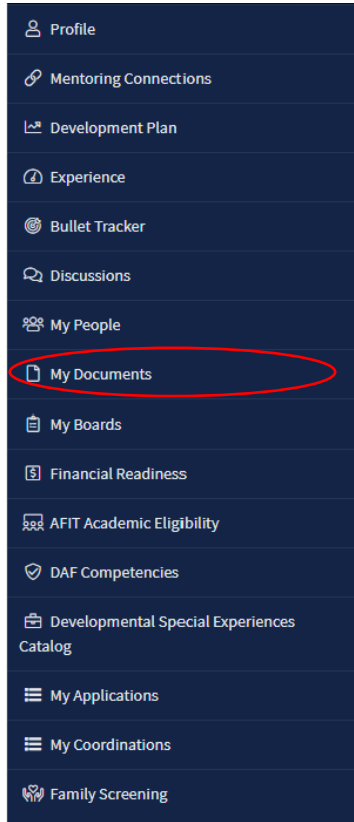 Profile
Mentoring Connections
Development Plan
Experience
Bullet Tracker
Discussions
My People
My Documents
My Boards
Financial Readiness
AFIT Academic Eligibility
DAF Competencies
Developmental Special Experiences
Catalog
My Applications
My Coordinations
Family Screening